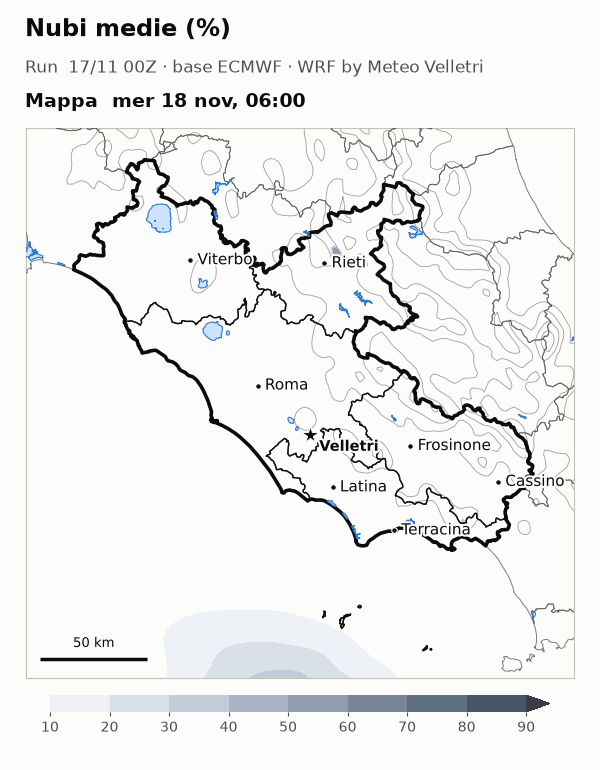 Nubi medie (%)
Run  17/11 00Z · base ECMWF · WRF by Meteo Velletri
Mappa  mer 18 nov, 06:00
Viterbo
Rieti
Roma
Velletri
Frosinone
Cassino
Latina
Terracina
50 km
10 20 30 40 50 60 70 80 90